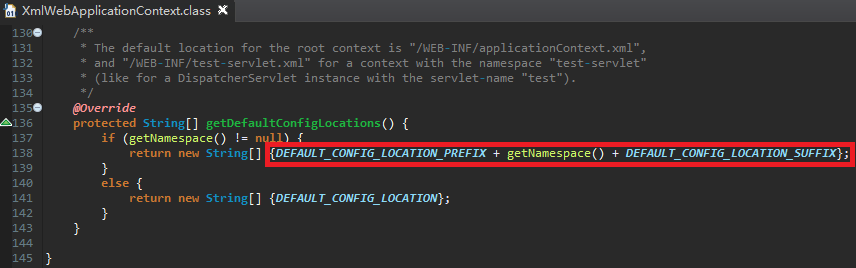 XmlWebApplicationContext.class
130 /**
131 * The default location for the root context is "/WEB-INF/applicationContext.xml",
132 * and "/WEB-INF/test-servlet.xml" for a context with the namespace "test-servlet"
133 * (like for a DispatcherServlet instance with the servlet-name "test").
134 */
135 @Override
136 protected String[] getDefaultConfigLocations() {
137 if (getNamespace() != null) {
138 return new String[] {DEFAULT_CONFIG_LOCATION_PREFIX + getNamespace() + DEFAULT_CONFIG_LOCATION_SUFFIX};
139 }
140 else {
141 return new String[] {DEFAULT_CONFIG_LOCATION};
142 }
143 }
144
145 }